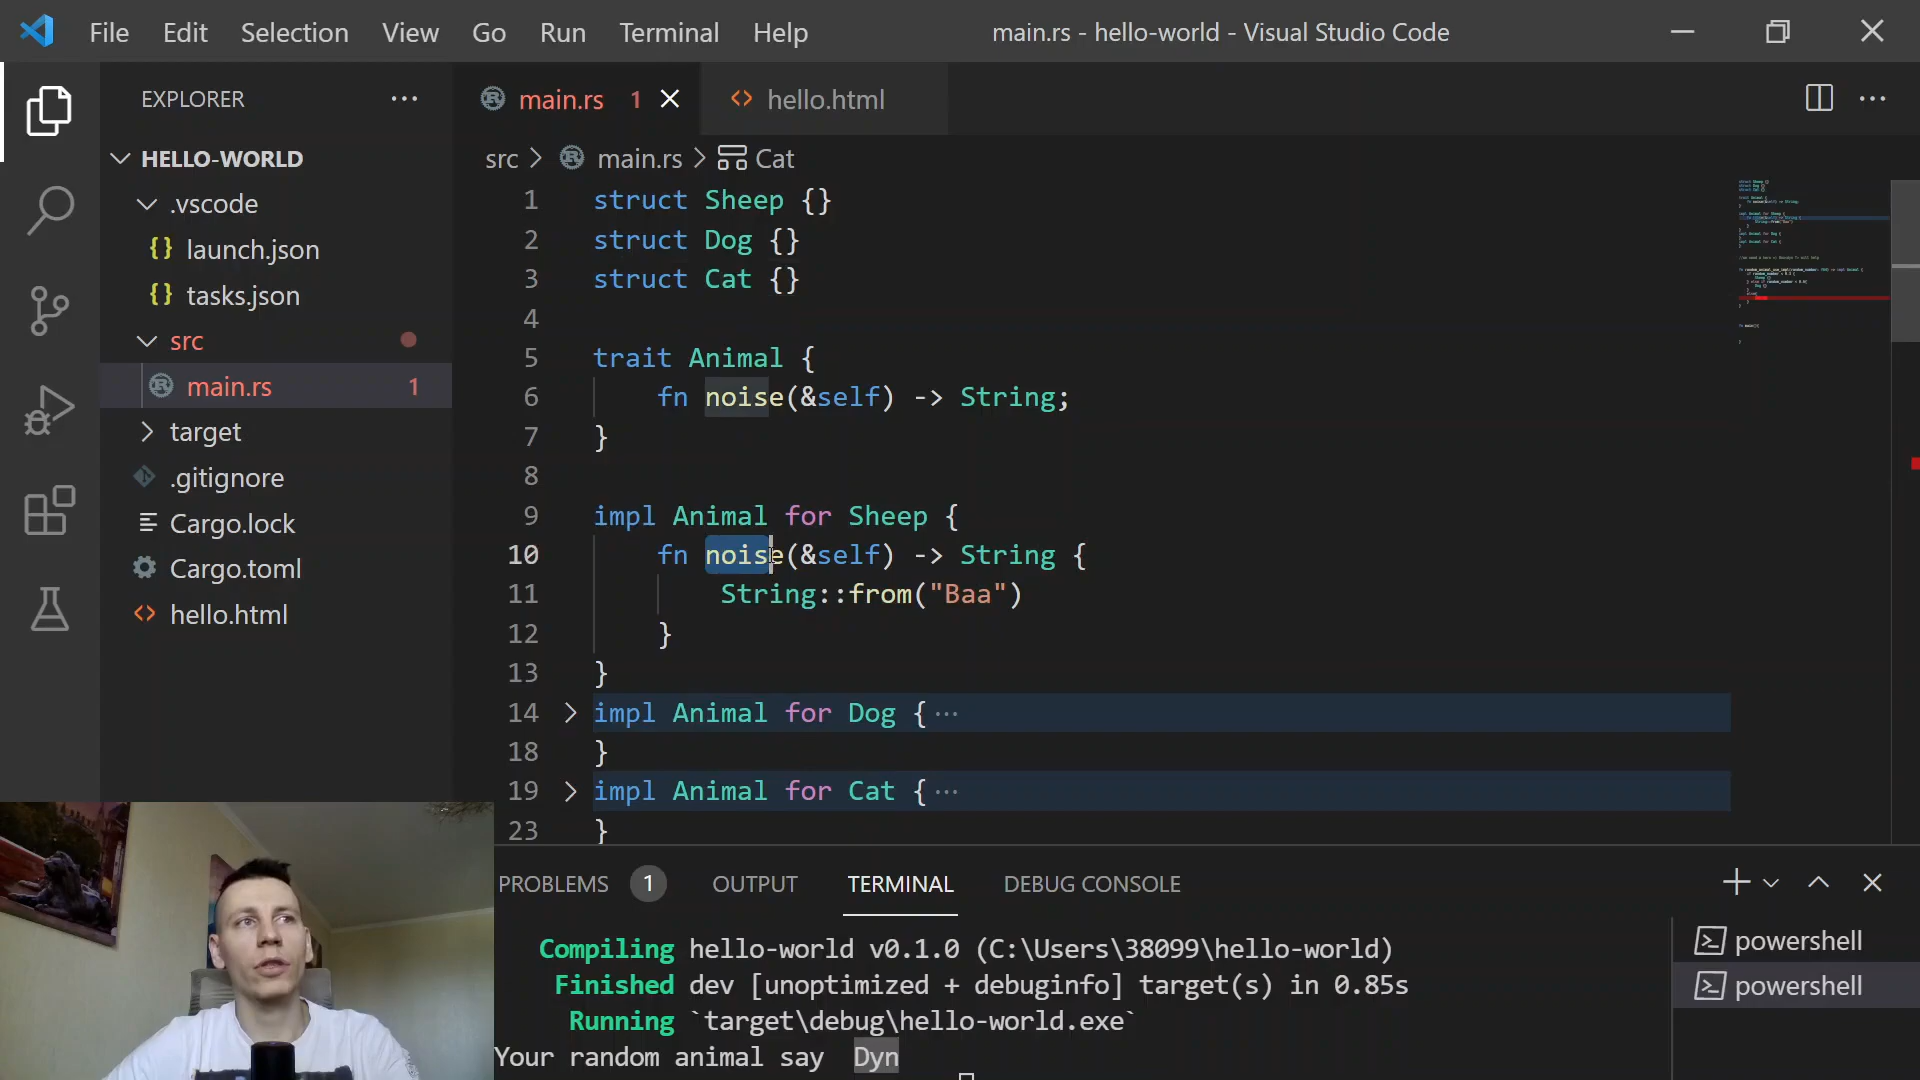 File Edit Selection View Go Run Terminal Help main.rs - hello-world - Visual Studio Code
EXPLORER ···
main.rs 1
hello.html
HELLO-WORLD
.vscode
{} launch.json
{} tasks.json
src
main.rs 1
target
.gitignore
Cargo.lock
Cargo.toml
hello.html
src > main.rs > Cat
1 struct Sheep {}
2 struct Dog {}
3 struct Cat {}
4
5 trait Animal {
6 fn noise(&self) -> String;
7 }
8
9 impl Animal for Sheep {
10 fn noise(&self) -> String {
11 String::from("Baa")
12 }
13 }
14 impl Animal for Dog { ···
18 }
19 impl Animal for Cat { ···
23 }
PROBLEMS 1 OUTPUT TERMINAL DEBUG CONSOLE
Compiling hello-world v0.1.0 (C:\Users\38099\hello-world)
Finished dev [unoptimized + debuginfo] target(s) in 0.85s
Running `target\debug\hello-world.exe`
Your random animal say Dyn
powershell
powershell